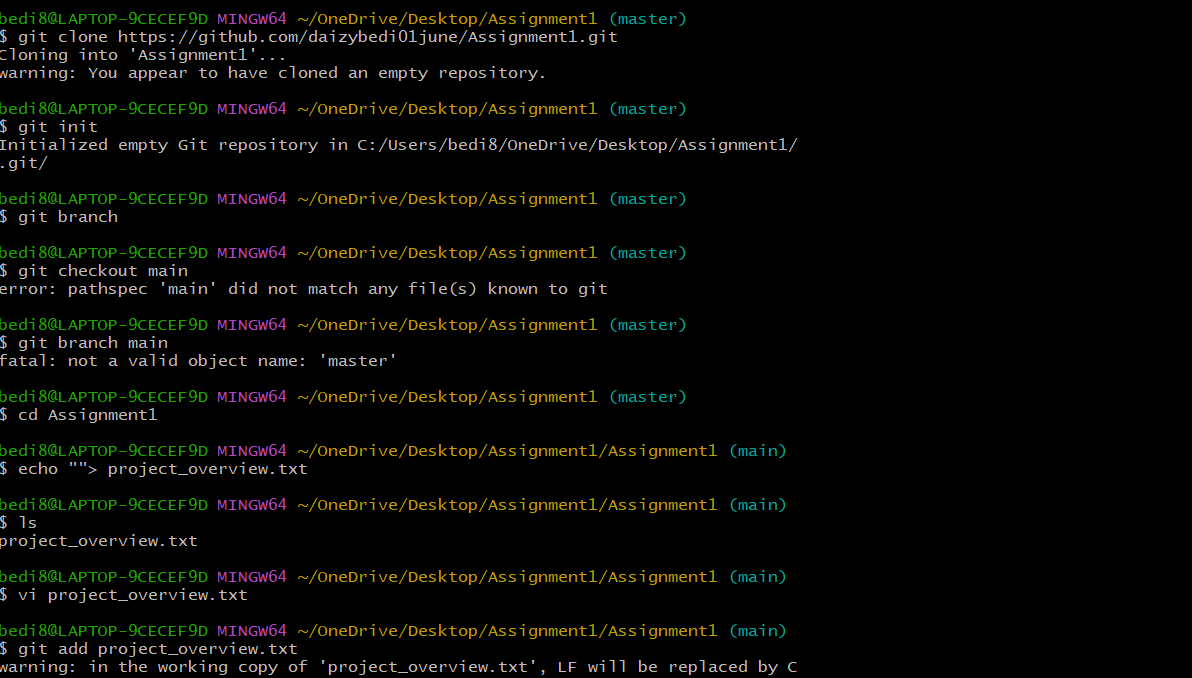 bedi8@LAPTOP-9CECEF9D MINGW64 ~/OneDrive/Desktop/Assignment1 (master)
$ git clone https://github.com/daizybedi01june/Assignment1.git
Cloning into 'Assignment1'...
warning: You appear to have cloned an empty repository.
bedi8@LAPTOP-9CECEF9D MINGW64 ~/OneDrive/Desktop/Assignment1 (master)
$ git init
Initialized empty Git repository in C:/Users/bedi8/OneDrive/Desktop/Assignment1/
.git/
bedi8@LAPTOP-9CECEF9D MINGW64 ~/OneDrive/Desktop/Assignment1 (master)
$ git branch
bedi8@LAPTOP-9CECEF9D MINGW64 ~/OneDrive/Desktop/Assignment1 (master)
$ git checkout main
error: pathspec 'main' did not match any file(s) known to git
bedi8@LAPTOP-9CECEF9D MINGW64 ~/OneDrive/Desktop/Assignment1 (master)
$ git branch main
fatal: not a valid object name: 'master'
bedi8@LAPTOP-9CECEF9D MINGW64 ~/OneDrive/Desktop/Assignment1 (master)
$ cd Assignment1
bedi8@LAPTOP-9CECEF9D MINGW64 ~/OneDrive/Desktop/Assignment1/Assignment1 (main)
$ echo ""> project_overview.txt
bedi8@LAPTOP-9CECEF9D MINGW64 ~/OneDrive/Desktop/Assignment1/Assignment1 (main)
$ ls
project_overview.txt
bedi8@LAPTOP-9CECEF9D MINGW64 ~/OneDrive/Desktop/Assignment1/Assignment1 (main)
$ vi project_overview.txt
bedi8@LAPTOP-9CECEF9D MINGW64 ~/OneDrive/Desktop/Assignment1/Assignment1 (main)
$ git add project_overview.txt
warning: in the working copy of 'project_overview.txt', LF will be replaced by C